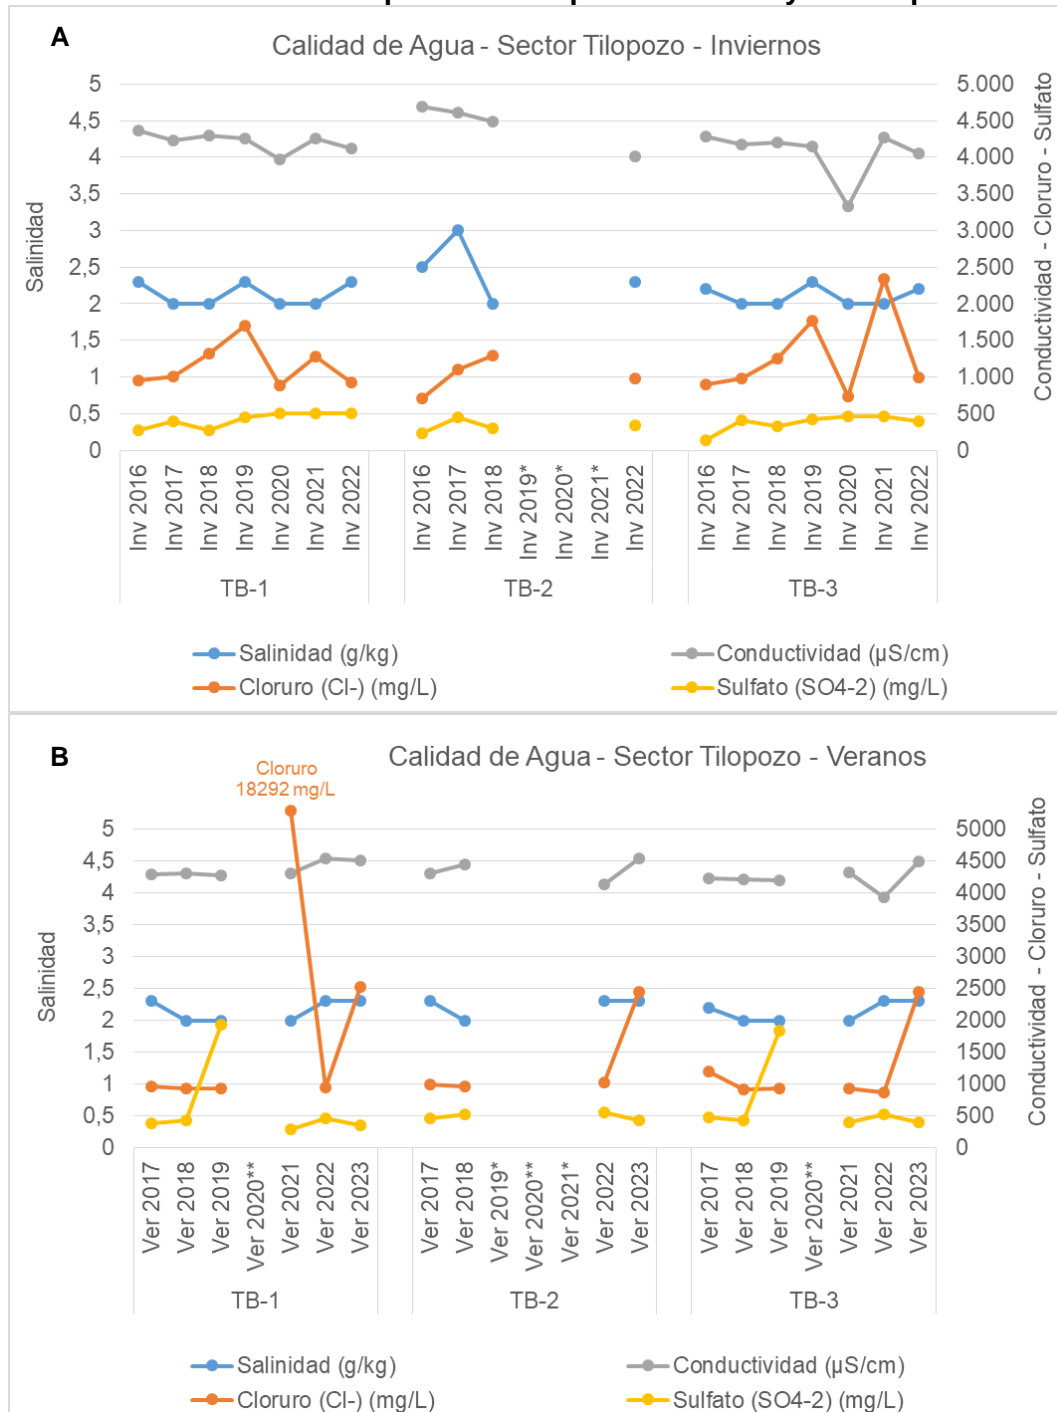 A
Calidad de Agua - Sector Tilopozo - Inviernos
5
4,5
4
3,5
3
2,5
2
1,5
1
0,5
0
Salinidad
5.000
4.500
4.000
3.500
3.000
2.500
2.000
1.500
1.000
500
0
Conductividad - Cloruro - Sulfato
Inv 2016
Inv 2017
Inv 2018
Inv 2019
Inv 2020
Inv 2021
Inv 2022
Inv 2016
Inv 2017
Inv 2018
Inv 2019*
Inv 2020*
Inv 2021*
Inv 2022
Inv 2016
Inv 2017
Inv 2018
Inv 2019
Inv 2020
Inv 2021
Inv 2022
TB-1
TB-2
TB-3
Salinidad (g/kg)
Conductividad (µS/cm)
Cloruro (Cl-) (mg/L)
Sulfato (SO4-2) (mg/L)
B
Calidad de Agua - Sector Tilopozo - Veranos
Cloruro
18292 mg/L
5
4,5
4
3,5
3
2,5
2
1,5
1
0,5
0
Salinidad
5000
4500
4000
3500
3000
2500
2000
1500
1000
500
0
Conductividad - Cloruro - Sulfato
Ver 2017
Ver 2018
Ver 2019
Ver 2020**
Ver 2021
Ver 2022
Ver 2023
Ver 2017
Ver 2018
Ver 2019*
Ver 2020**
Ver 2021*
Ver 2022
Ver 2023
Ver 2017
Ver 2018
Ver 2019
Ver 2020**
Ver 2021
Ver 2022
Ver 2023
TB-1
TB-2
TB-3
Salinidad (g/kg)
Conductividad (µS/cm)
Cloruro (Cl-) (mg/L)
Sulfato (SO4-2) (mg/L)